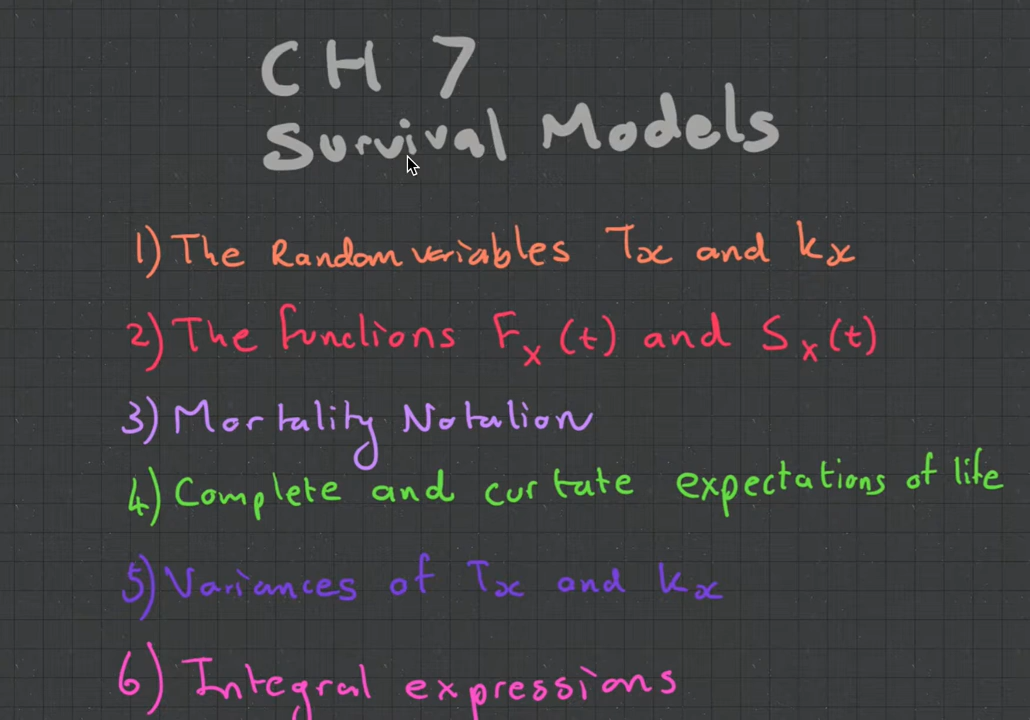 CH 7
Survival Models
1) The Random variables Tx and kx
2) The functions Fx(t) and Sx(t)
3) Mortality Notation
4) Complete and curtate expectations of life
5) Variances of Tx and kx
6) Integral expressions